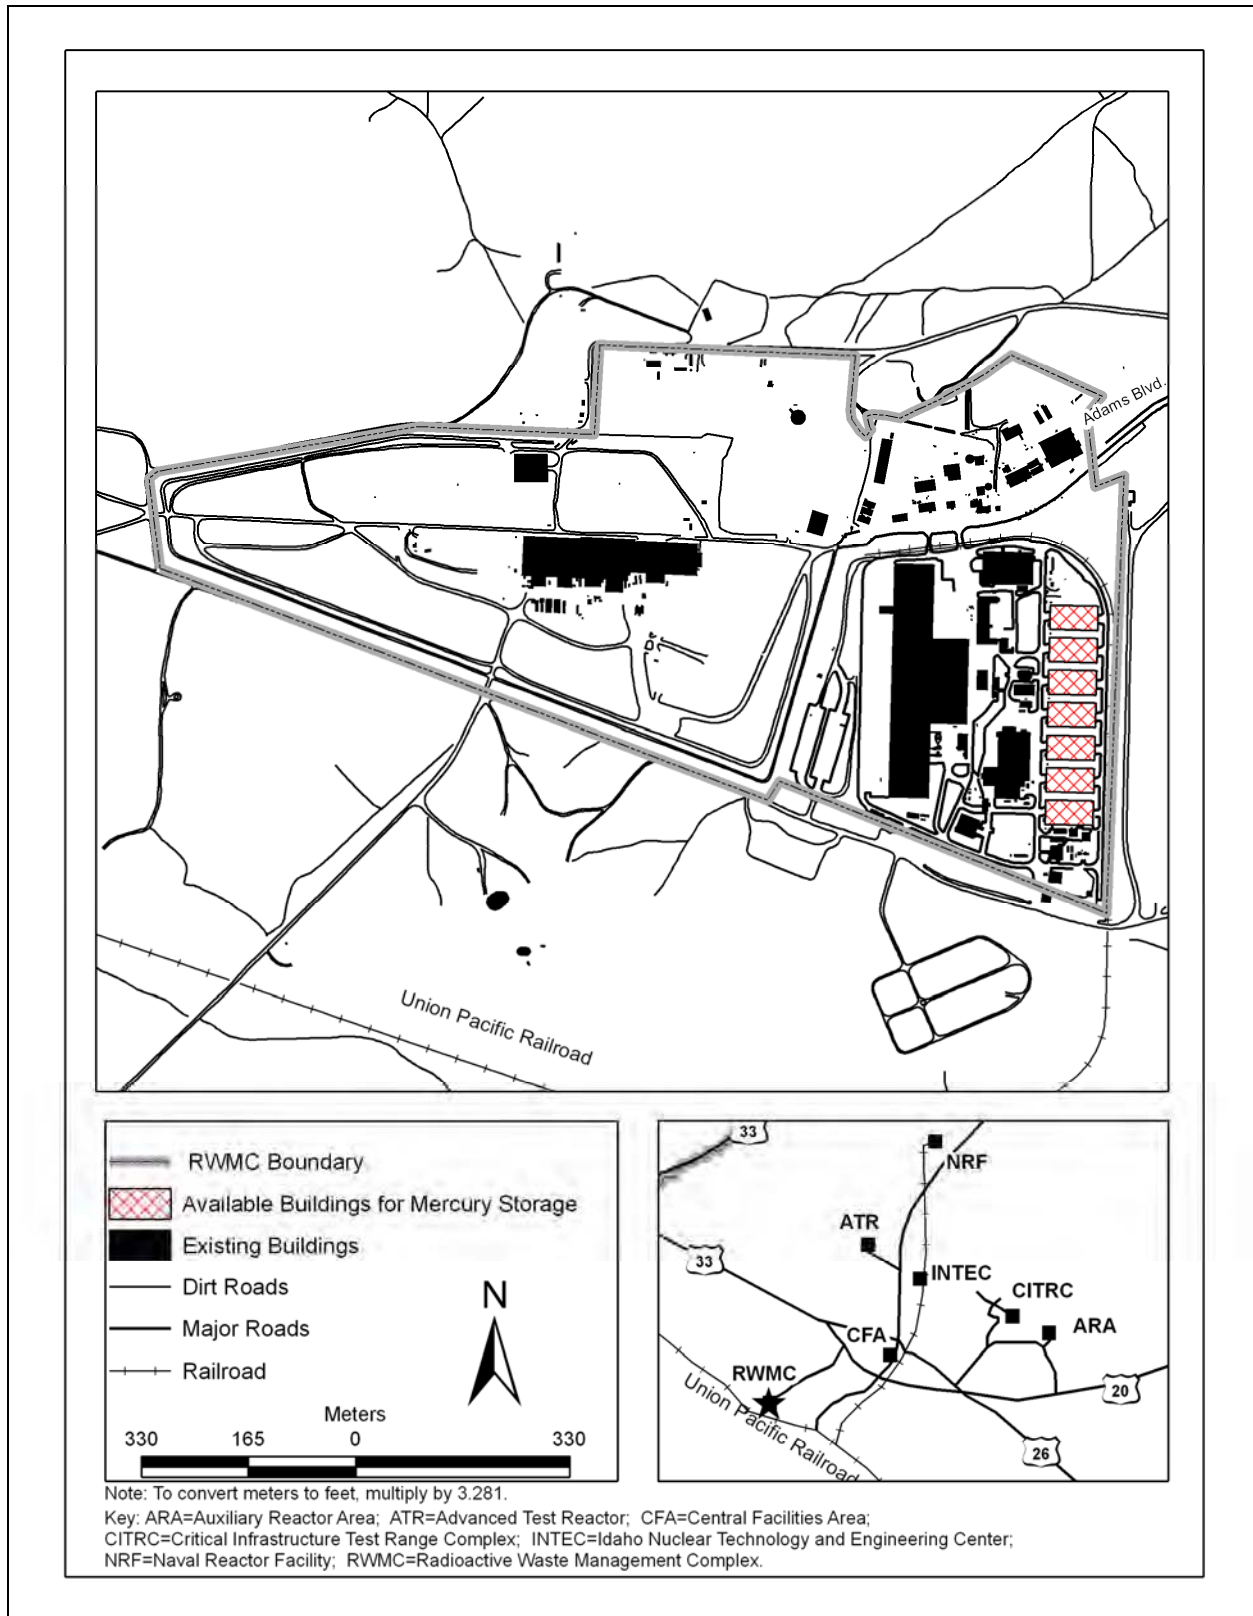 Adams Blvd.
Union Pacific Railroad
RWMC Boundary
Available Buildings for Mercury Storage
Existing Buildings
Dirt Roads
Major Roads
Railroad
N
Meters
330 165 0 330
33
NRF
ATR
33
INTEC
CITRC
ARA
CFA
RWMC
20
Union Pacific Railroad
26
Note: To convert meters to feet, multiply by 3.281.
Key: ARA=Auxiliary Reactor Area; ATR=Advanced Test Reactor; CFA=Central Facilities Area;
CITRC=Critical Infrastructure Test Range Complex; INTEC=Idaho Nuclear Technology and Engineering Center;
NRF=Naval Reactor Facility; RWMC=Radioactive Waste Management Complex.